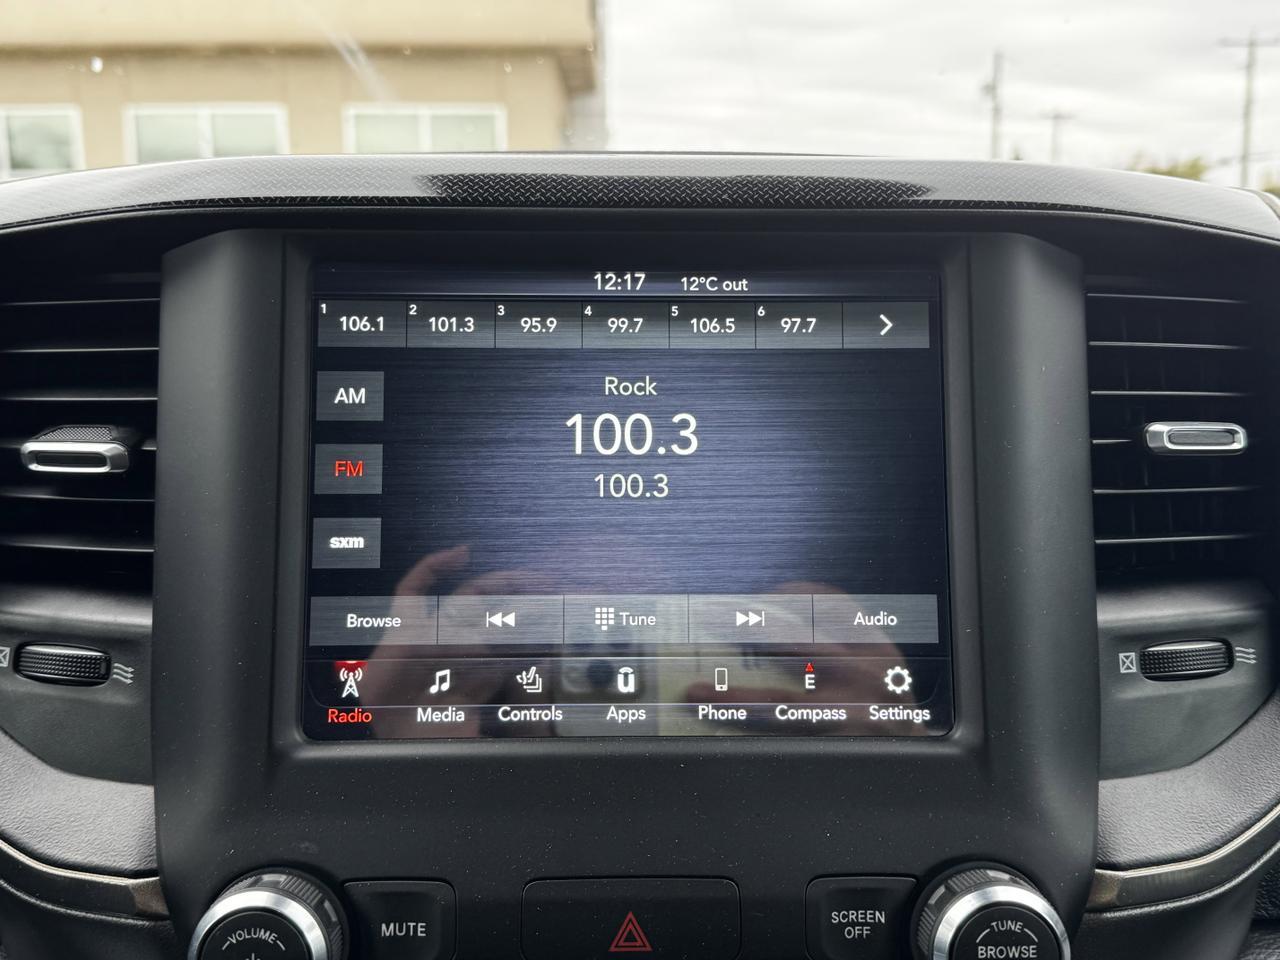 12:17 12°C out
1 106.1 2 101.3 3 95.9 4 99.7 5 106.5 6 97.7
Rock
AM
100.3
FM
100.3
sxm
Browse Tune Audio
E
Radio Media Controls Apps Phone Compass Settings
VOLUME MUTE SCREEN OFF TUNE BROWSE